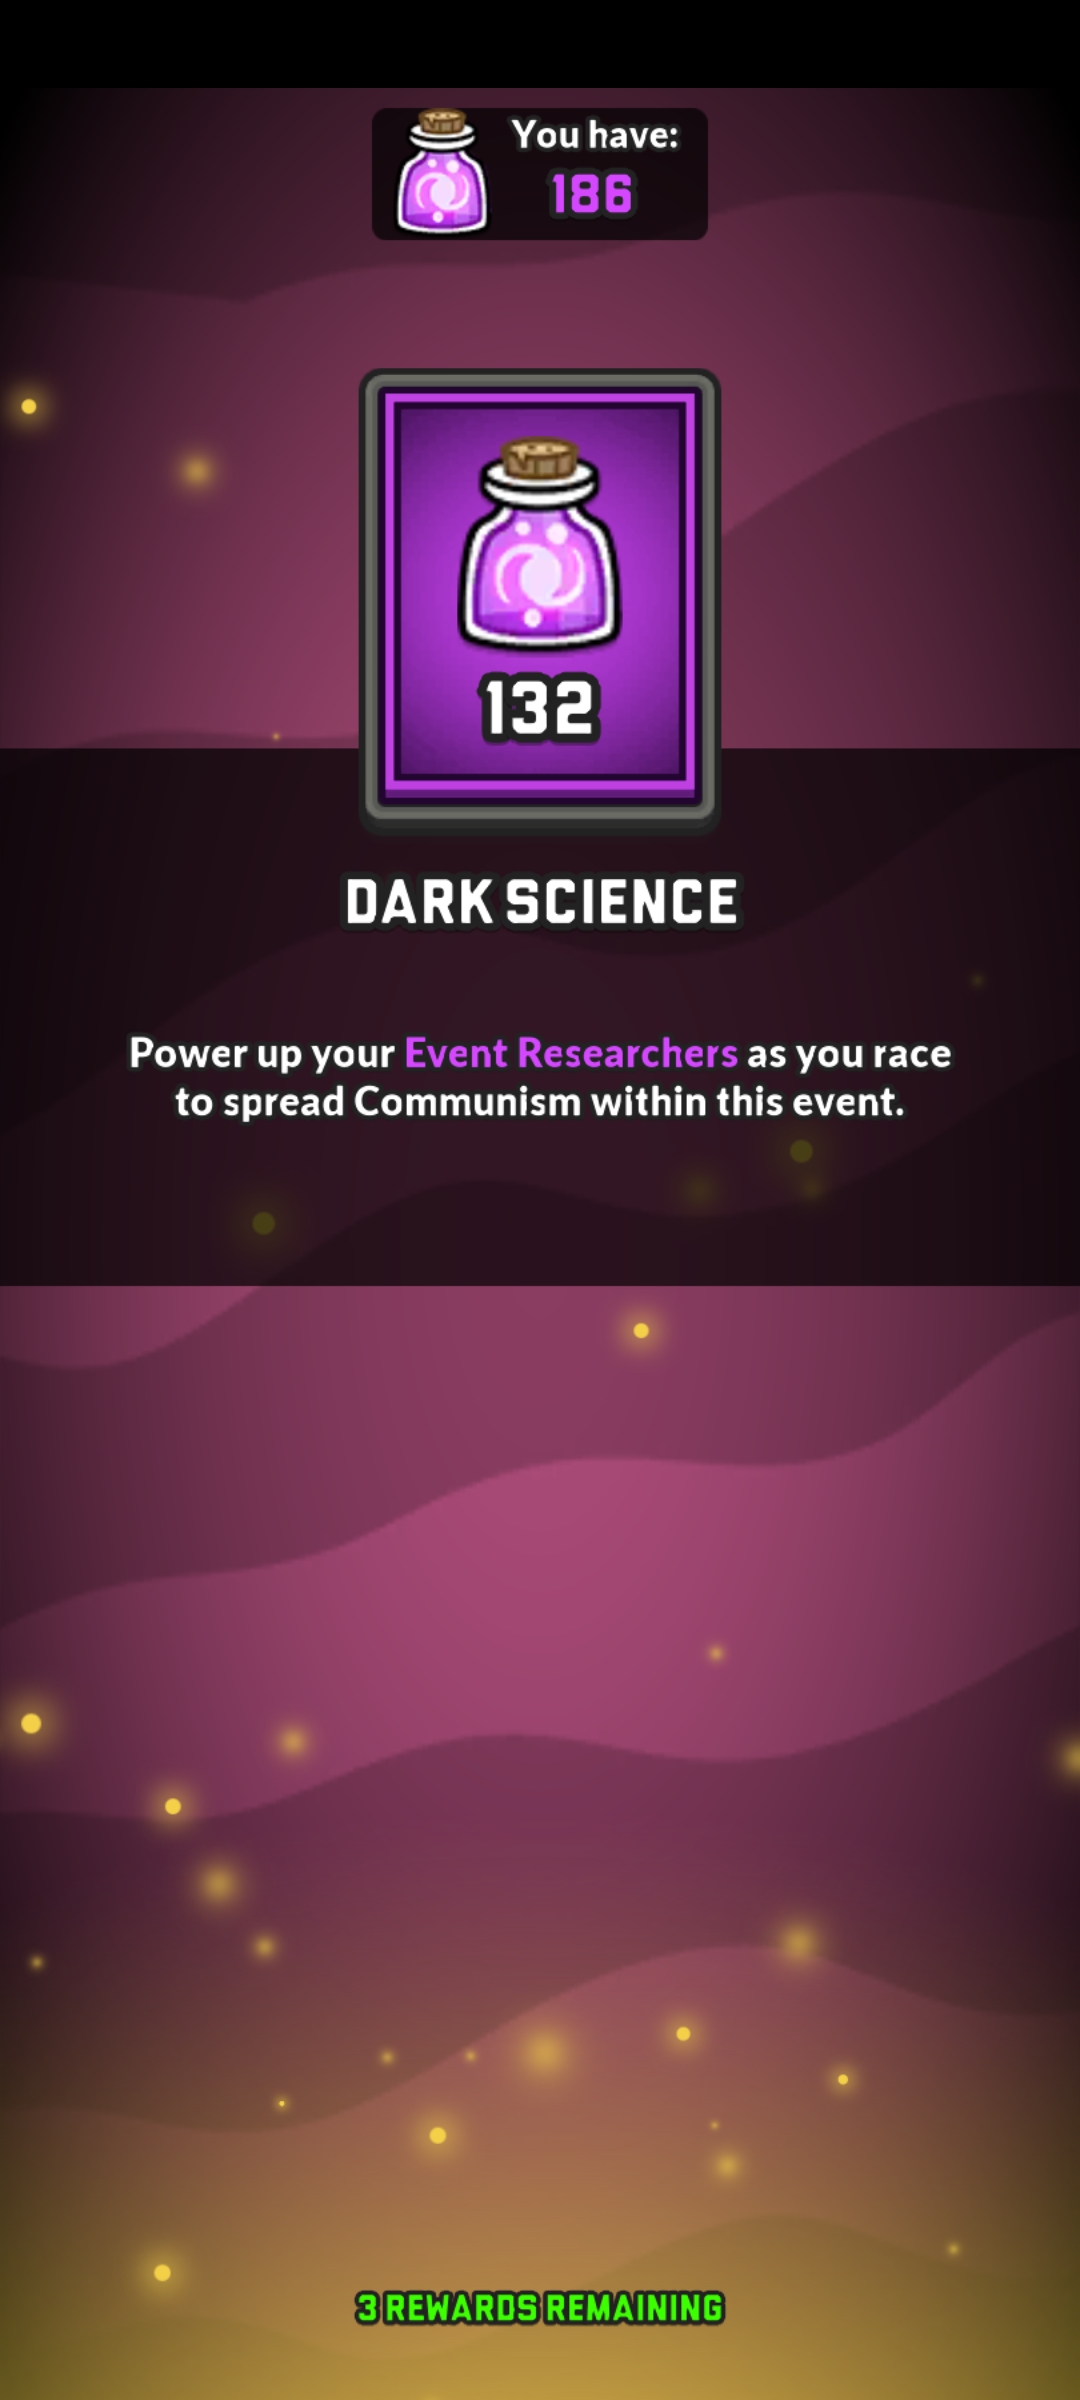 You have:
186
132
DARK SCIENCE
Power up your Event Researchers as you race
to spread Communism within this event.
3 REWARDS REMAINING